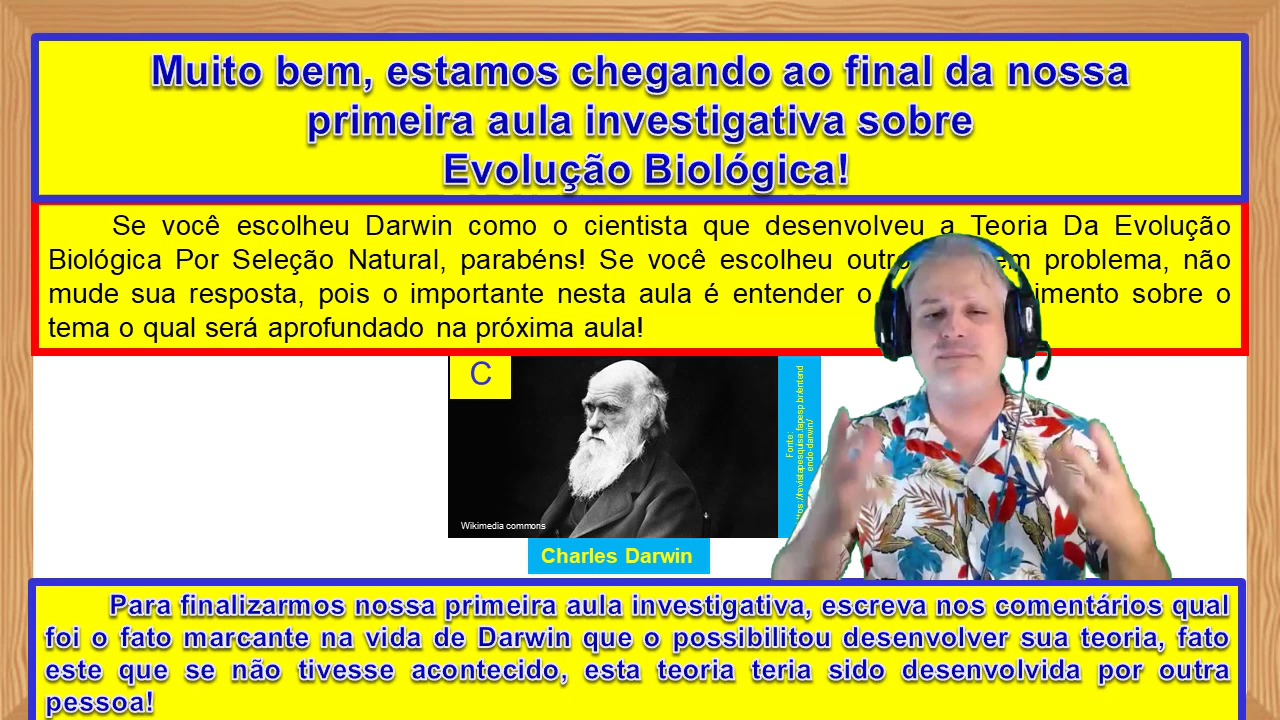 Muito bem, estamos chegando ao final da nossa
primeira aula investigativa sobre
Evolução Biológica!
Se você escolheu Darwin como o cientista que desenvolveu a Teoria Da Evolução
Biológica Por Seleção Natural, parabéns! Se você escolheu problema, não
mude sua resposta, pois o importante nesta aula é entender o sobre o
tema o qual será aprofundado na próxima aula!
C
Fonte:
Wikimedia commons
Charles Darwin
Para finalizarmos nossa primeira aula investigativa, escreva nos comentários qual
foi o fato marcante na vida de Darwin que o possibilitou desenvolver sua teoria, fato
este que se não tivesse acontecido, esta teoria teria sido desenvolvida por outra
pessoa!